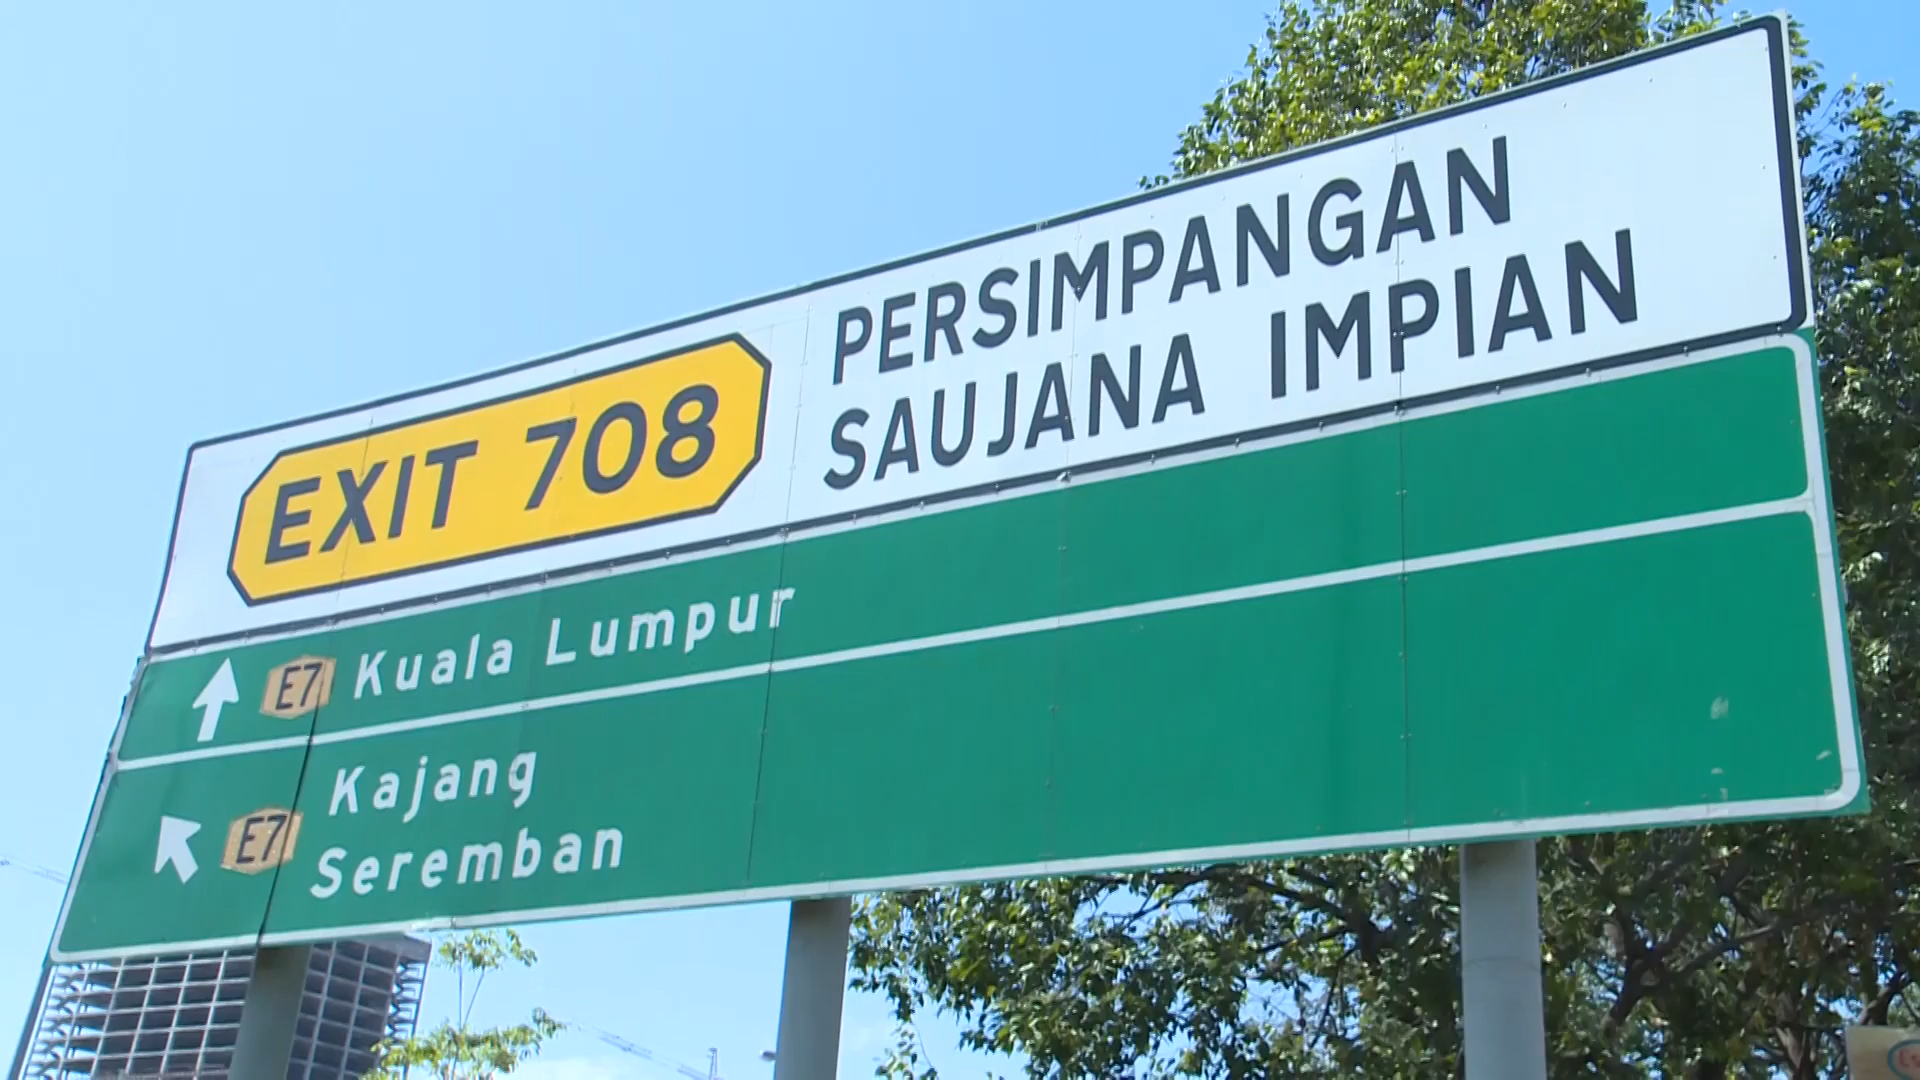 EXIT 708
PERSIMPANGAN
SAUJANA IMPIAN
E7 Kuala Lumpur
E7 Kajang
Seremban